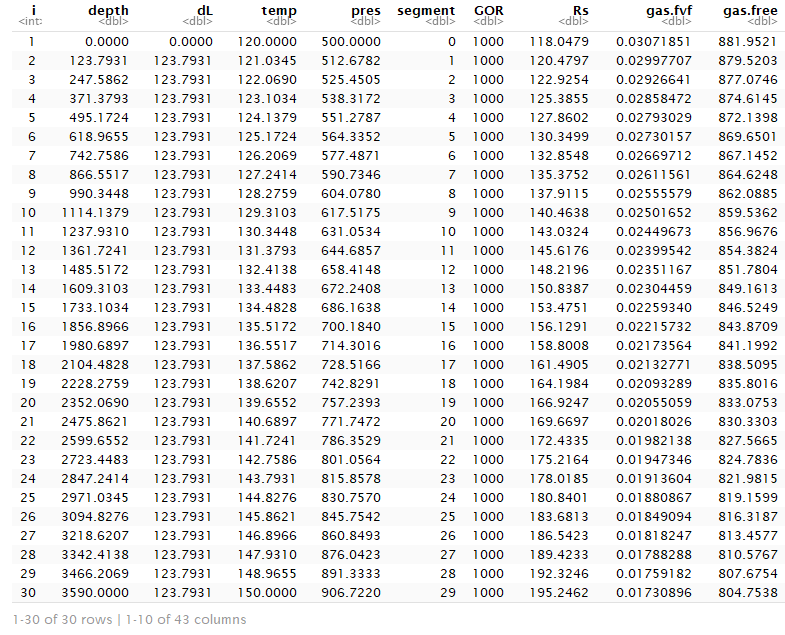 i depth dL temp pres segment GOR Rs gas.fvf gas.free
<int> <dbl> <dbl> <dbl> <dbl> <dbl> <dbl> <dbl> <dbl> <dbl>
1 0.0000 0.0000 120.0000 500.0000 0 1000 118.0479 0.03071851 881.9521
2 123.7931 123.7931 121.0345 512.6782 1 1000 120.4797 0.02997707 879.5203
3 247.5862 123.7931 122.0690 525.4505 2 1000 122.9254 0.02926641 877.0746
4 371.3793 123.7931 123.1034 538.3172 3 1000 125.3855 0.02858472 874.6145
5 495.1724 123.7931 124.1379 551.2787 4 1000 127.8602 0.02793029 872.1398
6 618.9655 123.7931 125.1724 564.3352 5 1000 130.3499 0.02730157 869.6501
7 742.7586 123.7931 126.2069 577.4871 6 1000 132.8548 0.02669712 867.1452
8 866.5517 123.7931 127.2414 590.7346 7 1000 135.3752 0.02611561 864.6248
9 990.3448 123.7931 128.2759 604.0780 8 1000 137.9115 0.02555579 862.0885
10 1114.1379 123.7931 129.3103 617.5175 9 1000 140.4638 0.02501652 859.5362
11 1237.9310 123.7931 130.3448 631.0534 10 1000 143.0324 0.02449673 856.9676
12 1361.7241 123.7931 131.3793 644.6857 11 1000 145.6176 0.02399542 854.3824
13 1485.5172 123.7931 132.4138 658.4148 12 1000 148.2196 0.02351167 851.7804
14 1609.3103 123.7931 133.4483 672.2408 13 1000 150.8387 0.02304459 849.1613
15 1733.1034 123.7931 134.4828 686.1638 14 1000 153.4751 0.02259340 846.5249
16 1856.8966 123.7931 135.5172 700.1840 15 1000 156.1291 0.02215732 843.8709
17 1980.6897 123.7931 136.5517 714.3016 16 1000 158.8008 0.02173564 841.1992
18 2104.4828 123.7931 137.5862 728.5166 17 1000 161.4905 0.02132771 838.5095
19 2228.2759 123.7931 138.6207 742.8291 18 1000 164.1984 0.02093289 835.8016
20 2352.0690 123.7931 139.6552 757.2393 19 1000 166.9247 0.02055059 833.0753
21 2475.8621 123.7931 140.6897 771.7472 20 1000 169.6697 0.02018026 830.3303
22 2599.6552 123.7931 141.7241 786.3529 21 1000 172.4335 0.01982138 827.5665
23 2723.4483 123.7931 142.7586 801.0564 22 1000 175.2164 0.01947346 824.7836
24 2847.2414 123.7931 143.7931 815.8578 23 1000 178.0185 0.01913604 821.9815
25 2971.0345 123.7931 144.8276 830.7570 24 1000 180.8401 0.01880867 819.1599
26 3094.8276 123.7931 145.8621 845.7542 25 1000 183.6813 0.01849094 816.3187
27 3218.6207 123.7931 146.8966 860.8493 26 1000 186.5423 0.01818247 813.4577
28 3342.4138 123.7931 147.9310 876.0423 27 1000 189.4233 0.01788288 810.5767
29 3466.2069 123.7931 148.9655 891.3333 28 1000 192.3246 0.01759182 807.6754
30 3590.0000 123.7931 150.0000 906.7220 29 1000 195.2462 0.01730896 804.7538
1-30 of 30 rows | 1-10 of 43 columns